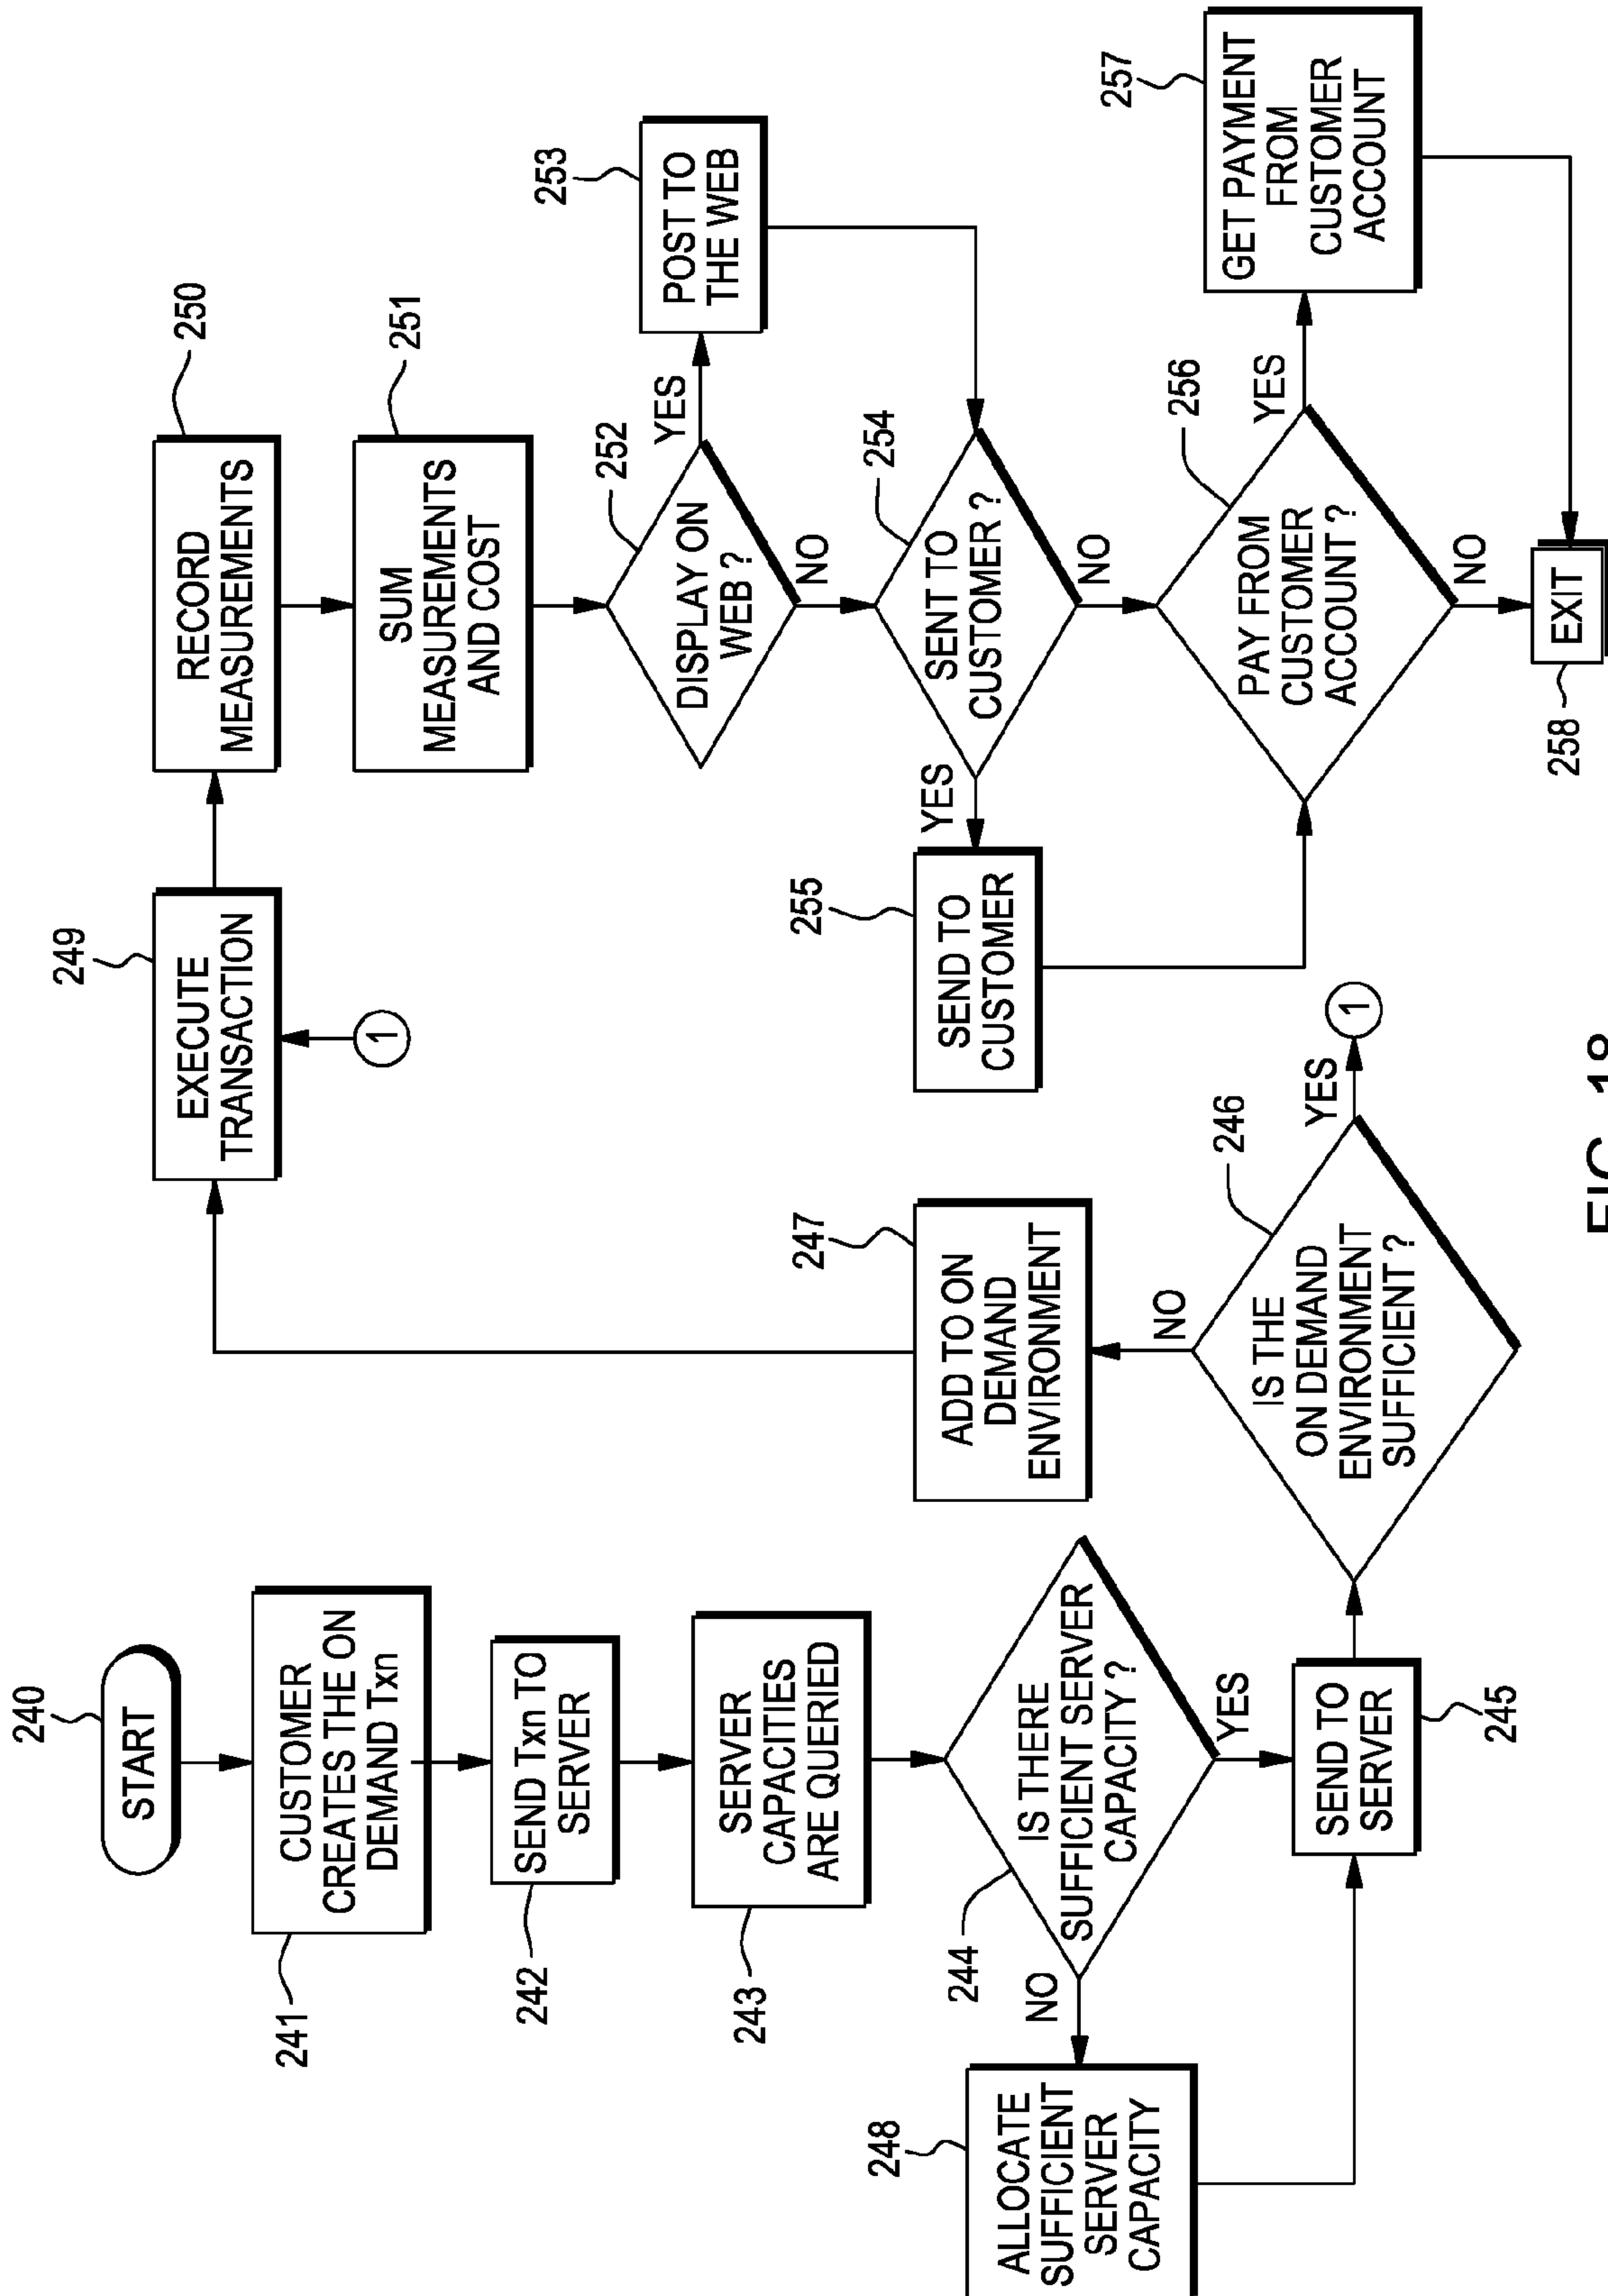 240
START
241
CUSTOMER
CREATES THE ON
DEMAND Txn
242
SEND Txn TO
SERVER
243
SERVER
CAPACITIES
ARE QUERIED
244
IS THERE
SUFFICIENT SERVER
CAPACITY ?
NO
YES
248
ALLOCATE
SUFFICIENT
SERVER
CAPACITY
SEND TO
SERVER
245
246
IS THE
ON DEMAND
ENVIRONMENT
SUFFICIENT ?
NO
YES
1
247
ADD TO ON
DEMAND
ENVIRONMENT
249
EXECUTE
TRANSACTION
1
250
RECORD
MEASUREMENTS
251
SUM
MEASUREMENTS
AND COST
252
DISPLAY ON
WEB ?
YES
NO
253
POST TO
THE WEB
254
SENT TO
CUSTOMER ?
YES
NO
255
SEND TO
CUSTOMER
256
PAY FROM
CUSTOMER
ACCOUNT ?
YES
NO
257
GET PAYMENT
FROM
CUSTOMER
ACCOUNT
258
EXIT
FIG. 18